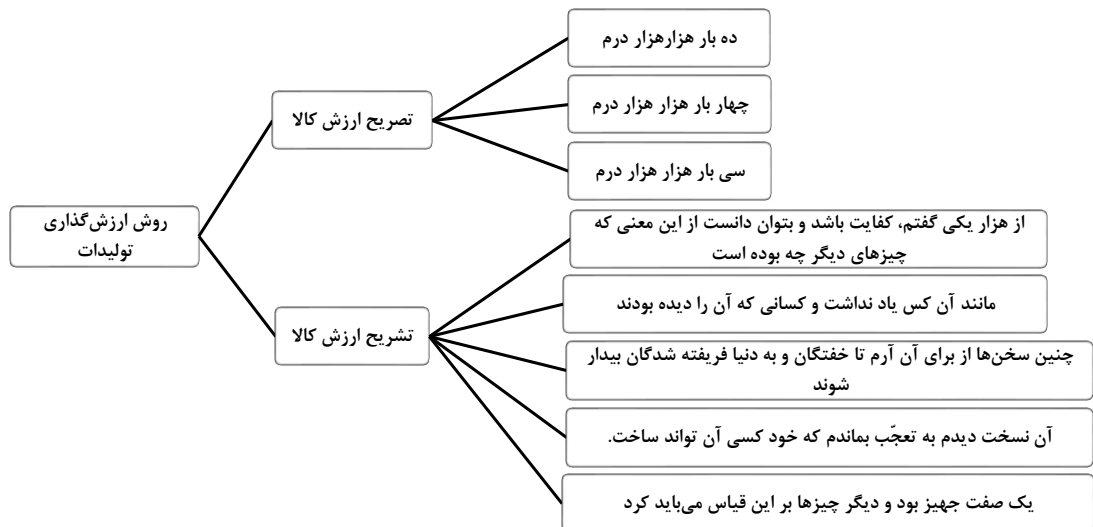 روش ارزش‌گذاری
تولیدات
تصریح ارزش کالا
ده بار هزارهزار درم
چهار بار هزار هزار درم
سی بار هزار هزار درم
تشریح ارزش کالا
از هزار یکی گفتم، کفایت باشد و بتوان دانست از این معنی که
چیزهای دیگر چه بوده است
مانند آن کس یاد نداشت و کسانی که آن را دیده بودند
چنین سخن‌ها از برای آن آرم تا خفتگان و به دنیا فریفته شدگان بیدار
شوند
آن نسخت دیدم به تعجّب بماندم که خود کسی آن تواند ساخت.
یک صفت جهیز بود و دیگر چیزها بر این قیاس می‌باید کرد